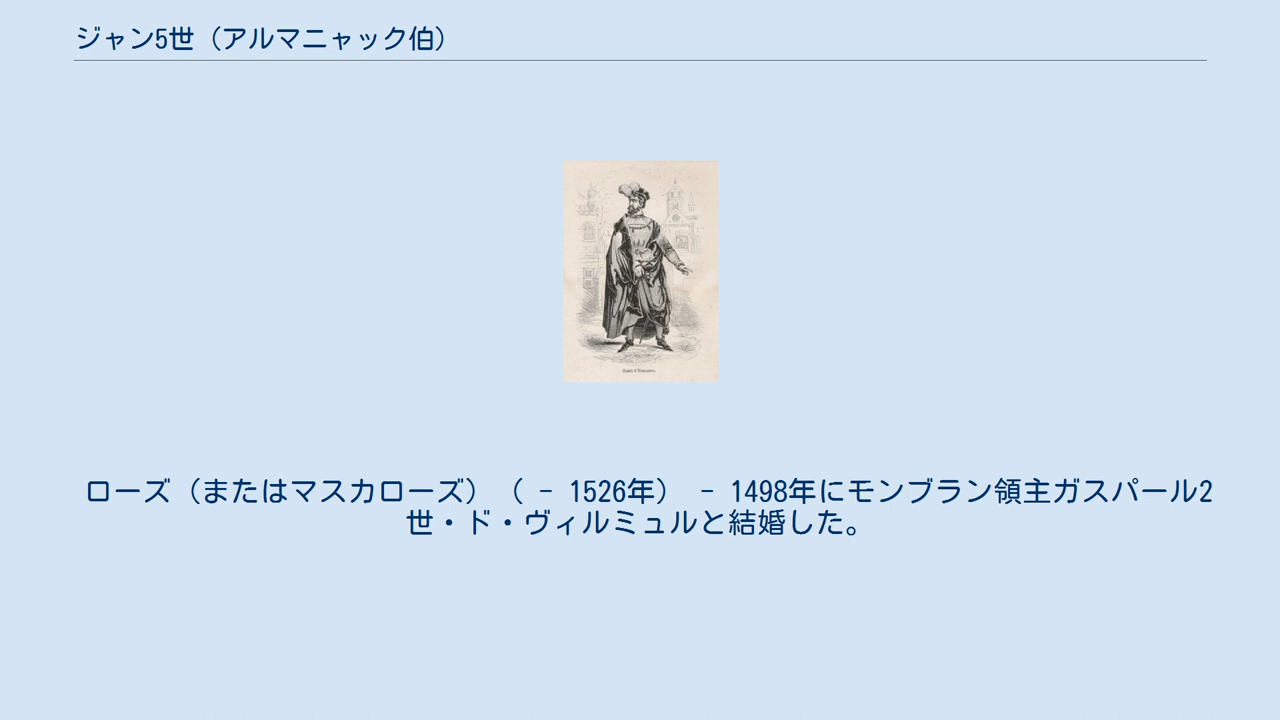 ジャン5世（アルマニャック伯）
ローズ（またはマスカローズ）（ - 1526年） - 1498年にモンブラン領主ガスパール2
世・ド・ヴィルミュルと結婚した。